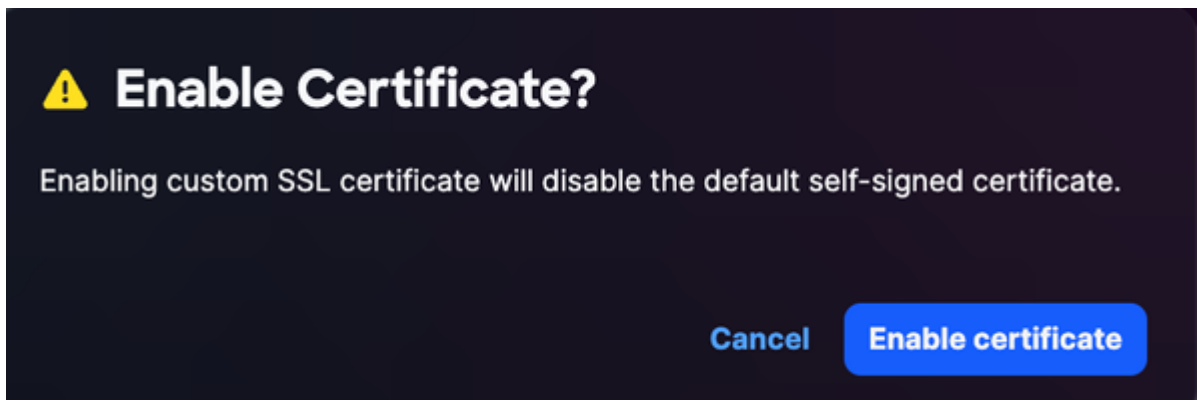 Enable Certificate?
Enabling custom SSL certificate will disable the default self-signed certificate.
Cancel
Enable certificate